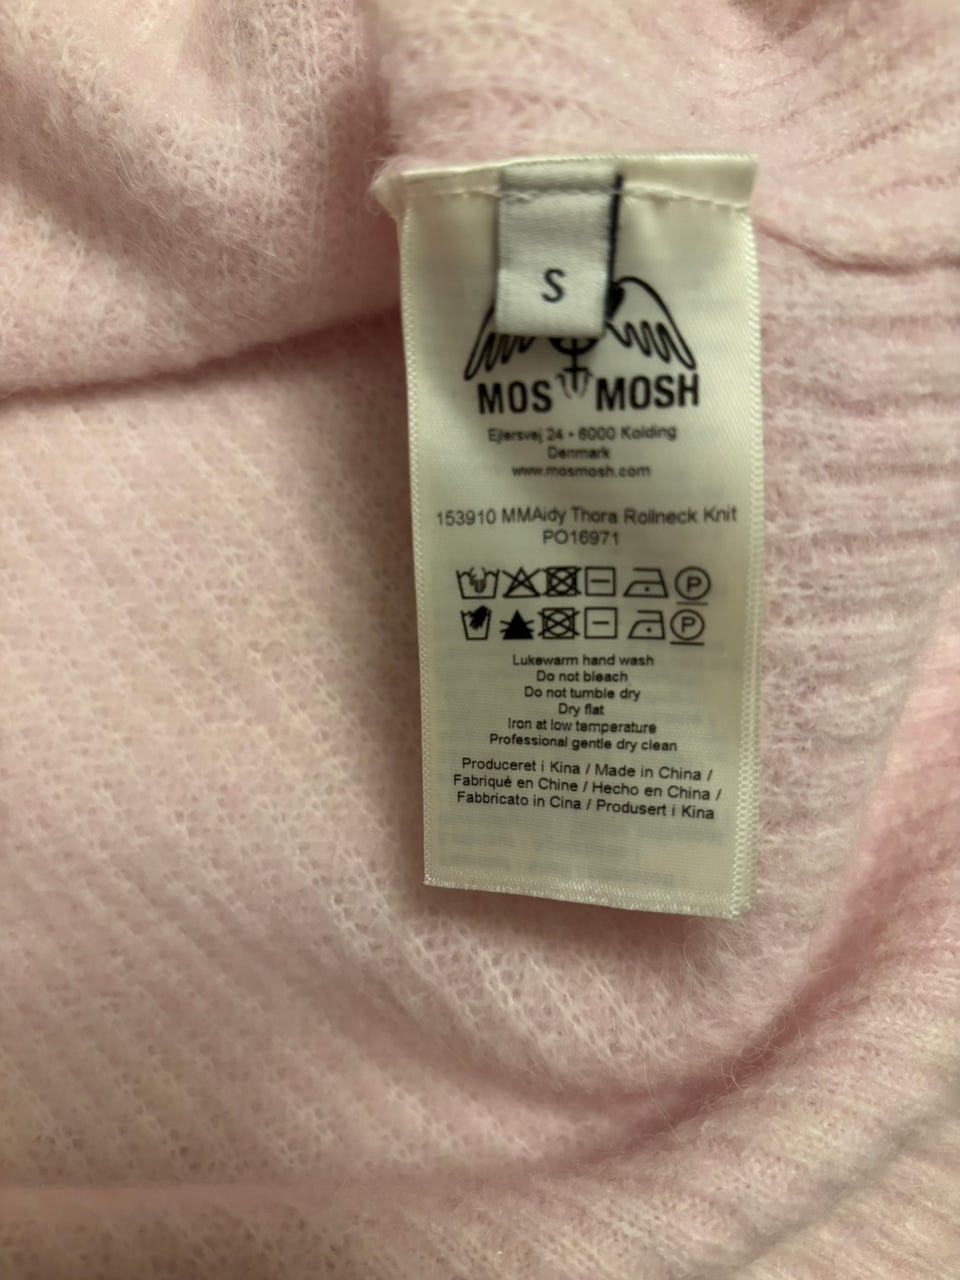 S
MOS MOSH
Ejlersvej 24 - 6000 Kolding
Denmark
www.mosmosh.com
153910 MMAidy Thora Rollneck Knit
PO16971
P
P
Lukewarm hand wash
Do not bleach
Do not tumble dry
Dry flat
Iron at low temperature
Professional gentle dry clean
Produceret i Kina / Made in China /
Fabriqué en Chine / Hecho en China /
Fabbricato in Cina / Produsert i Kina